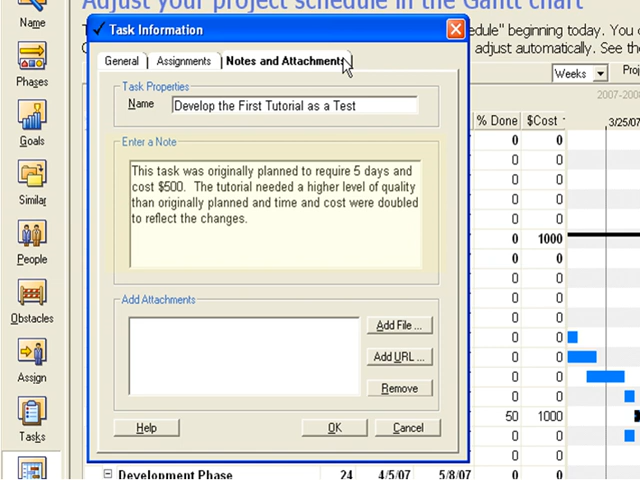 Adjust your project schedule in the Gantt chart
edule" beginning today. You c
adjust automatically. See the
Name
Phases
Goals
Similar
People
Obstacles
Assign
Tasks
Task Information
General
Assignments
Notes and Attachments
Task Properties
Name
Develop the First Tutorial as a Test
Enter a Note
This task was originally planned to require 5 days and
cost $500. The tutorial needed a higher level of quality
than originally planned and time and cost were doubled
to reflect the changes.
Add Attachments
Add File ...
Add URL ...
Remove
Help
OK
Cancel
Weeks
Proj
2007-2008
% Done
$Cost
3/25/07
0 0
0 0
0 0
0 0
0 0
0 1000
0 0
0 0
0 0
0 0
0 0
0 0
0 0
0 0
50 1000
0 0
0 0
Development Phase 24 4/5/07 5/8/07 0 0